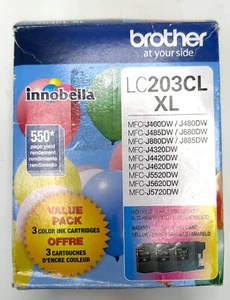 brother
at your side
innobella
LC203CL
XL
550*
page yield
rendement
rendimiento
MFC-J460DW / J480DW
MFC-J485DW / J680DW
MFC-J880DW / J885DW
MFC-J4320DW
MFC-J4420DW
MFC-J4620DW
MFC-J5520DW
MFC-J5620DW
MFC-J5720DW
VALUE
PACK
3 COLOR INK CARTRIDGES
OFFRE
3 CARTOUCHES
D'ENCRE COULEUR